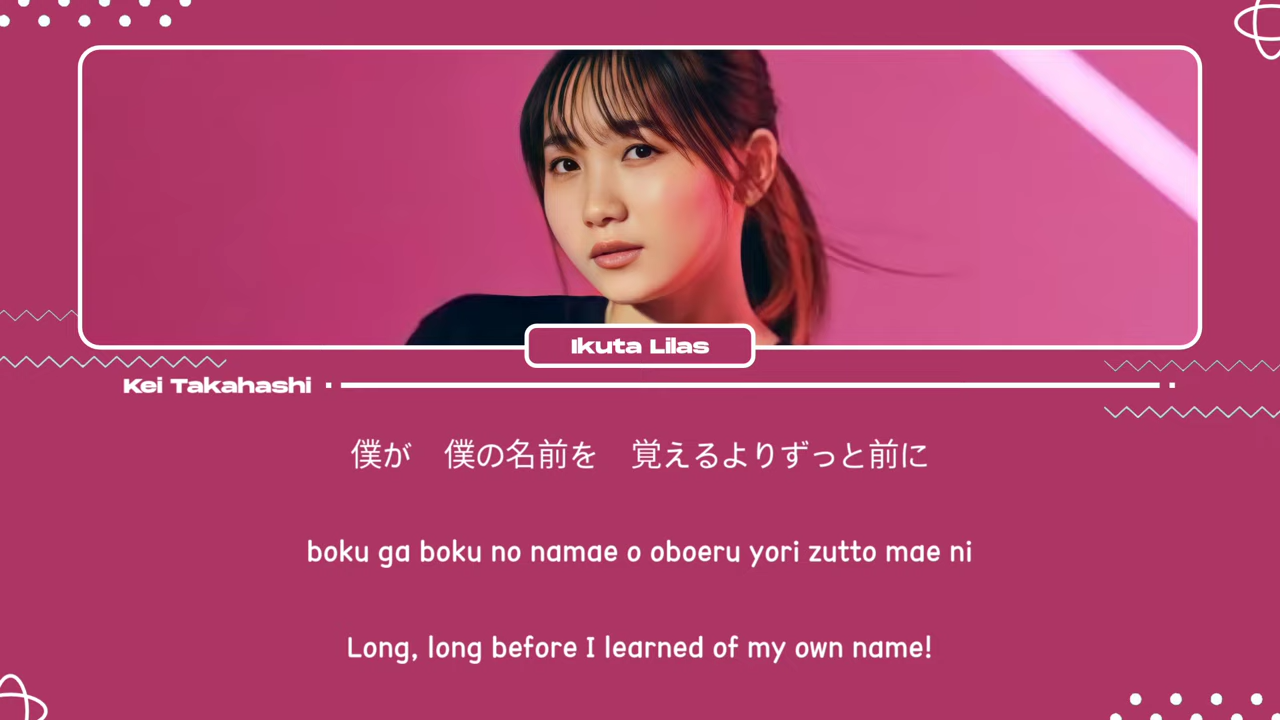 Ikuta Lilas
Kei Takahashi
僕が　僕の名前を　覚えるよりずっと前に
boku ga boku no namae o oboeru yori zutto mae ni
Long, long before I learned of my own name!